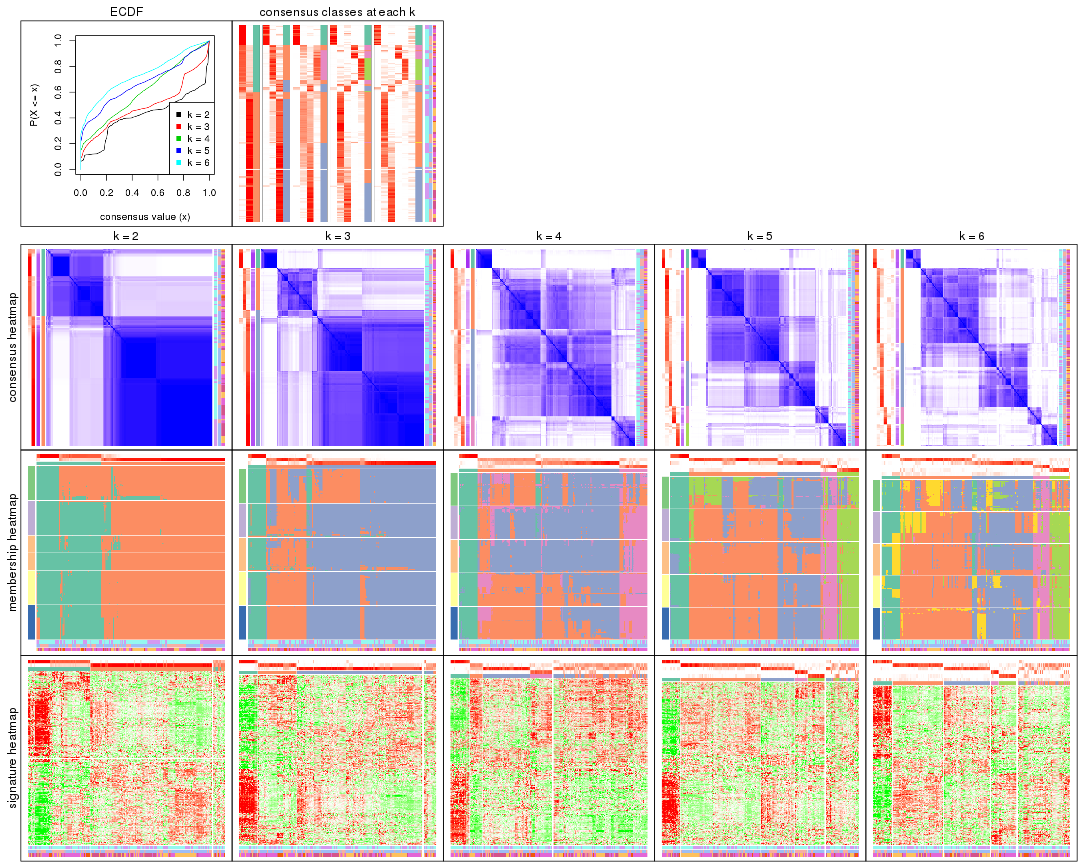 ECDF
consensus classes at each k
P(X <= x)
0.0 0.2 0.4 0.6 0.8 1.0
k = 2
k = 3
k = 4
k = 5
k = 6
0.0 0.2 0.4 0.6 0.8 1.0
consensus value (x)
k = 2
k = 3
k = 4
k = 5
k = 6
consensus heatmap
membership heatmap
signature heatmap